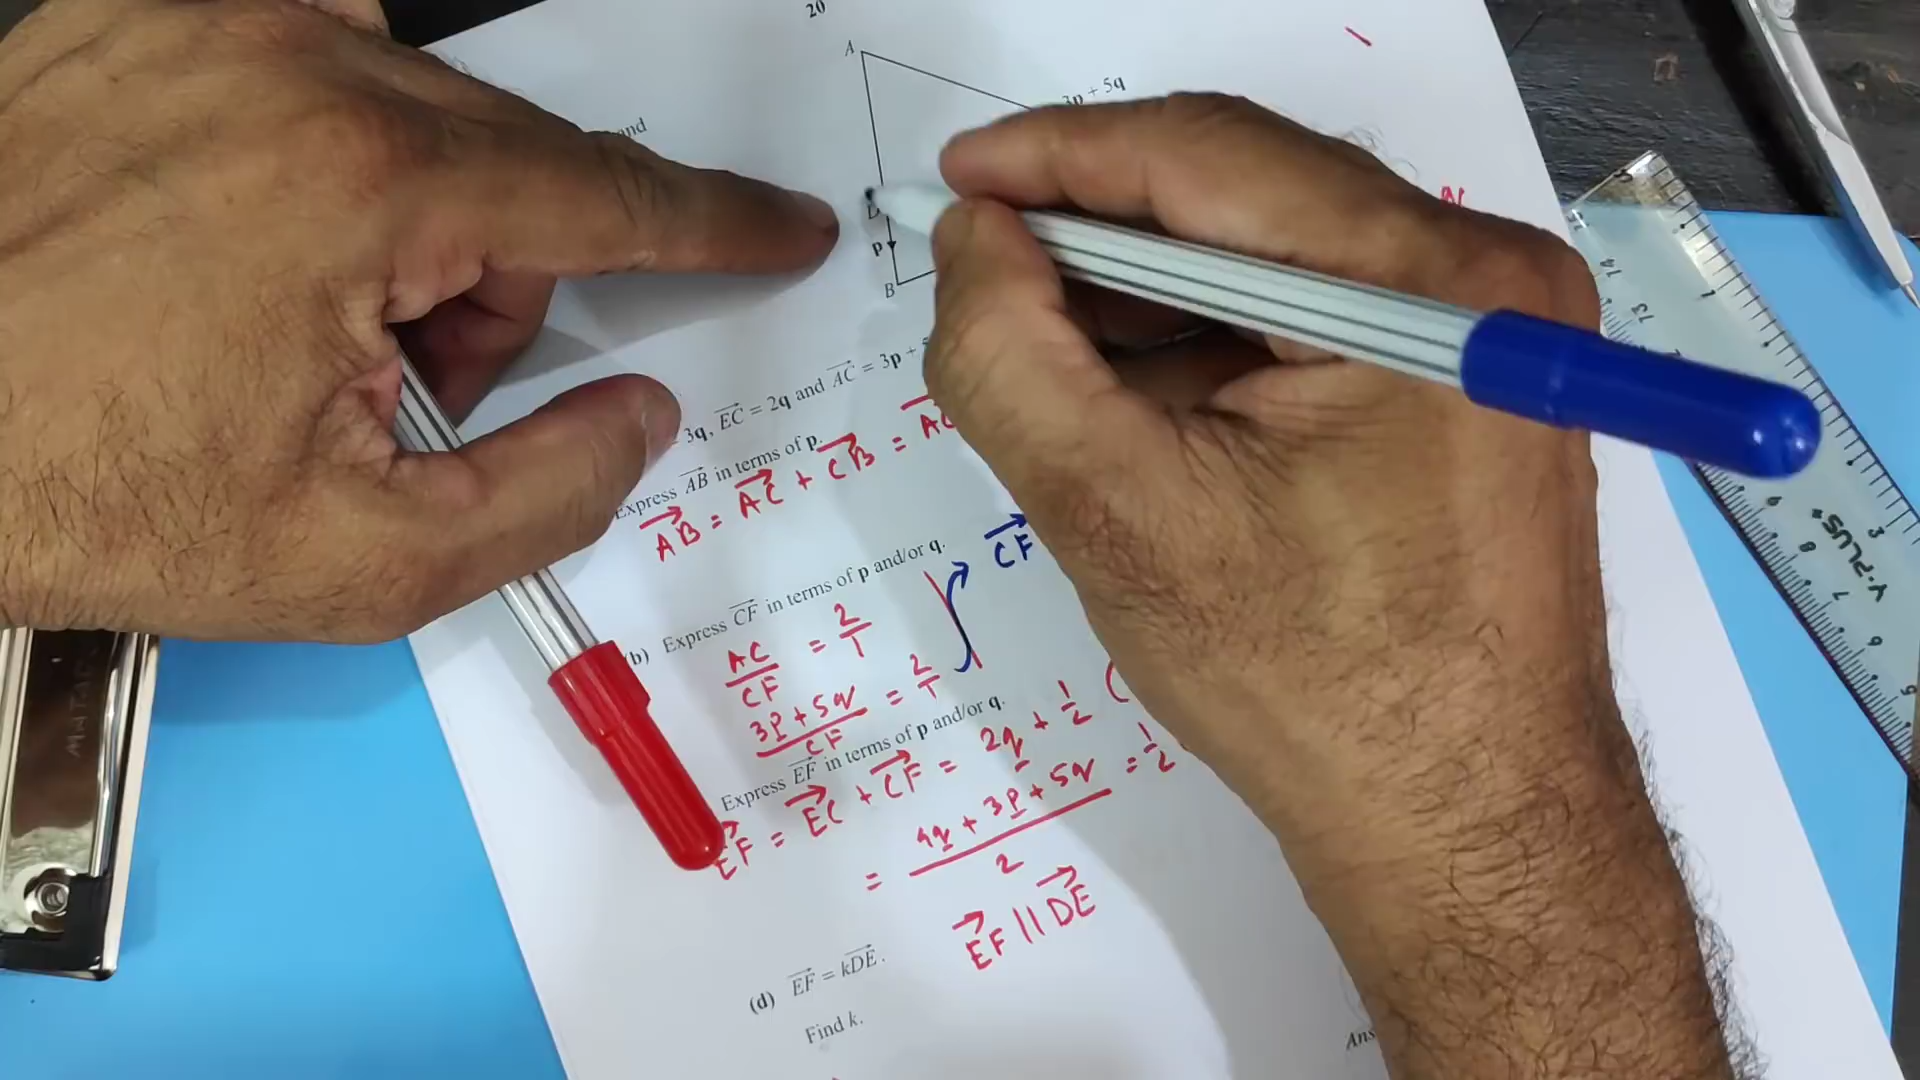 20
A
3p + 5q
and
D
p
B
3q, EC = 2q and AC = 3p +
Express AB in terms of p.
AB = AC + CB = AC
(b) Express CF in terms of p and/or q.
CF
AC/CF = 2/1
3p + 5q/CF = 2/1
Express EF in terms of p and/or q.
EF = EC + CF = 2q + 1/2 (
= 4q + 3p + 5q/2 = 1/2
EF || DE
(d) EF = kDE.
Find k.
Ans
Y-PLUS